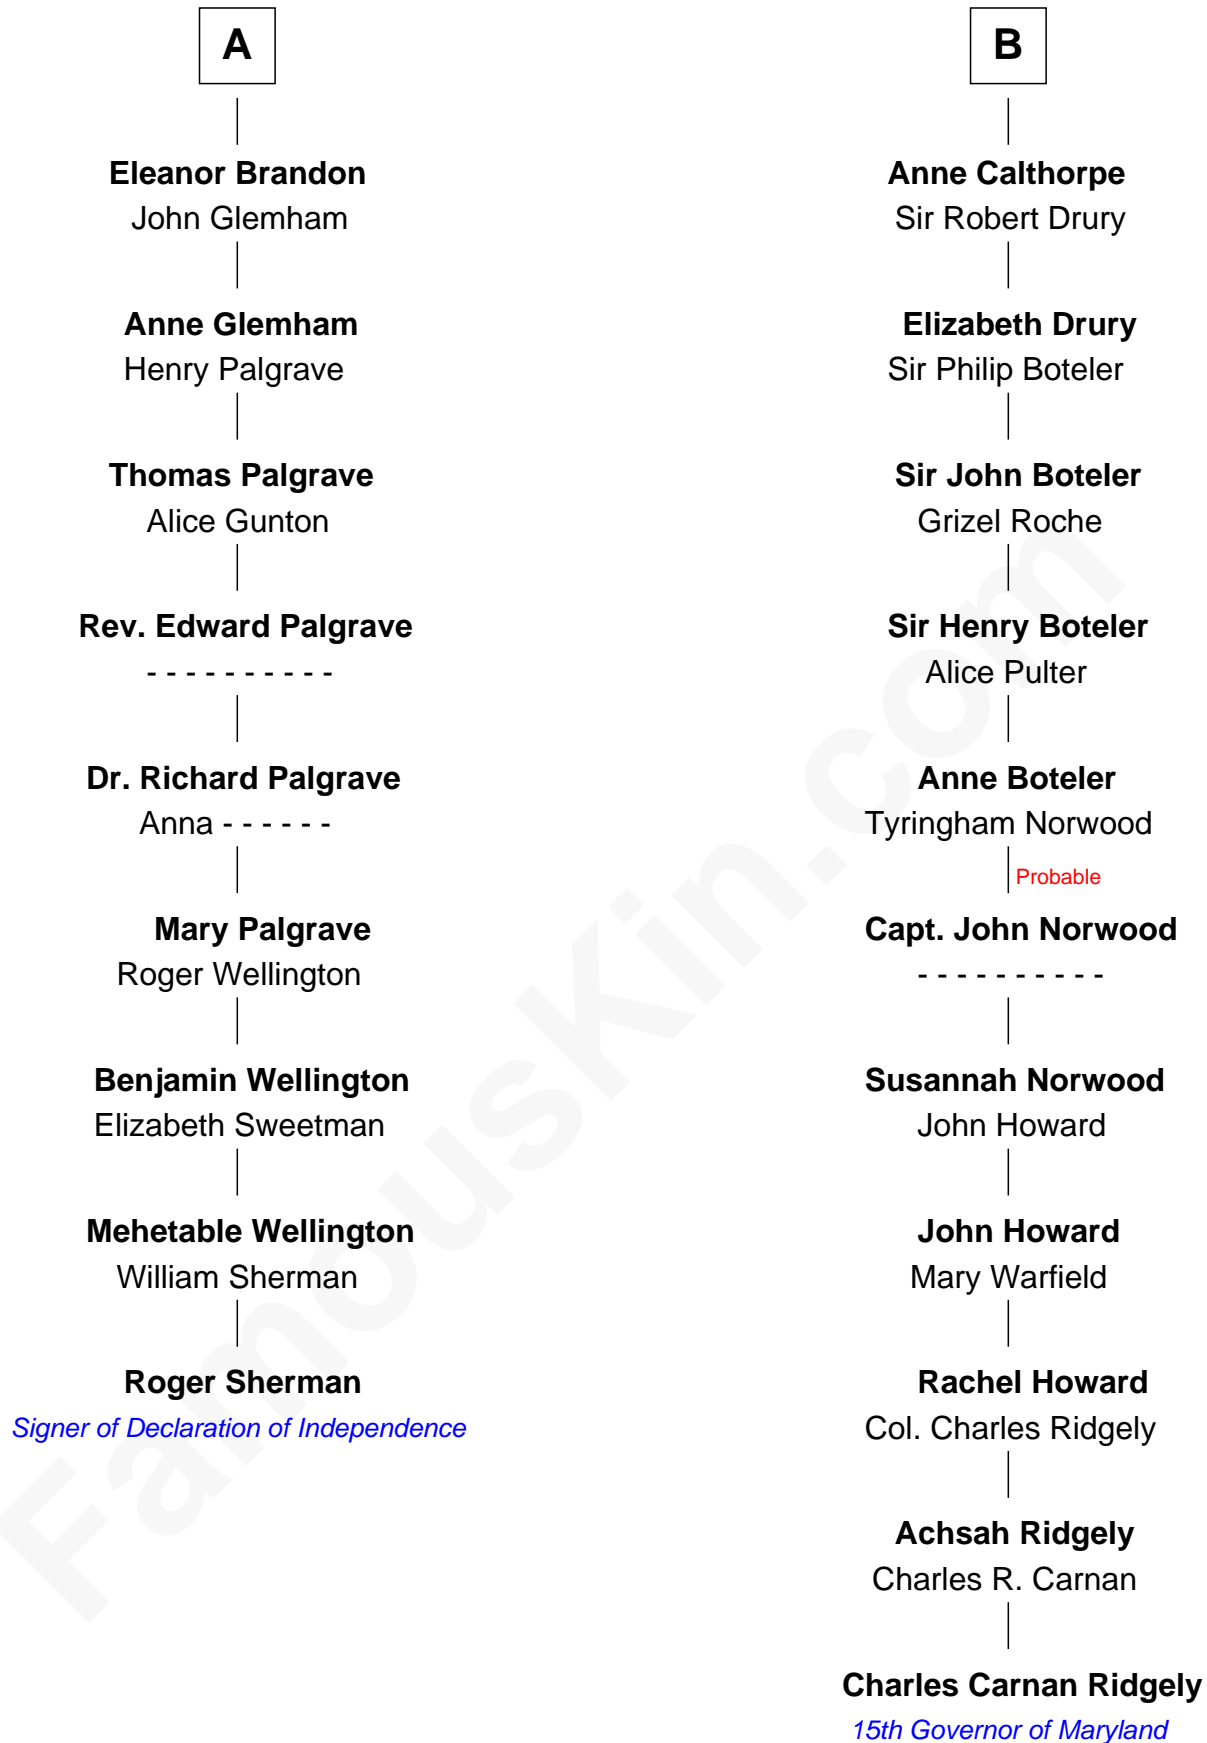 A
Eleanor Brandon
John Glemham
Anne Glemham
Henry Palgrave
Thomas Palgrave
Alice Gunton
Rev. Edward Palgrave
- - - - - - - - - -
Dr. Richard Palgrave
Anna - - - - - -
Mary Palgrave
Roger Wellington
Benjamin Wellington
Elizabeth Sweetman
Mehetable Wellington
William Sherman
Roger Sherman
Signer of Declaration of Independence
B
Anne Calthorpe
Sir Robert Drury
Elizabeth Drury
Sir Philip Boteler
Sir John Boteler
Grizel Roche
Sir Henry Boteler
Alice Pulter
Anne Boteler
Tyringham Norwood
Probable
Capt. John Norwood
- - - - - - - - - -
Susannah Norwood
John Howard
John Howard
Mary Warfield
Rachel Howard
Col. Charles Ridgely
Achsah Ridgely
Charles R. Carnan
Charles Carnan Ridgely
15th Governor of Maryland
FamousKin.com